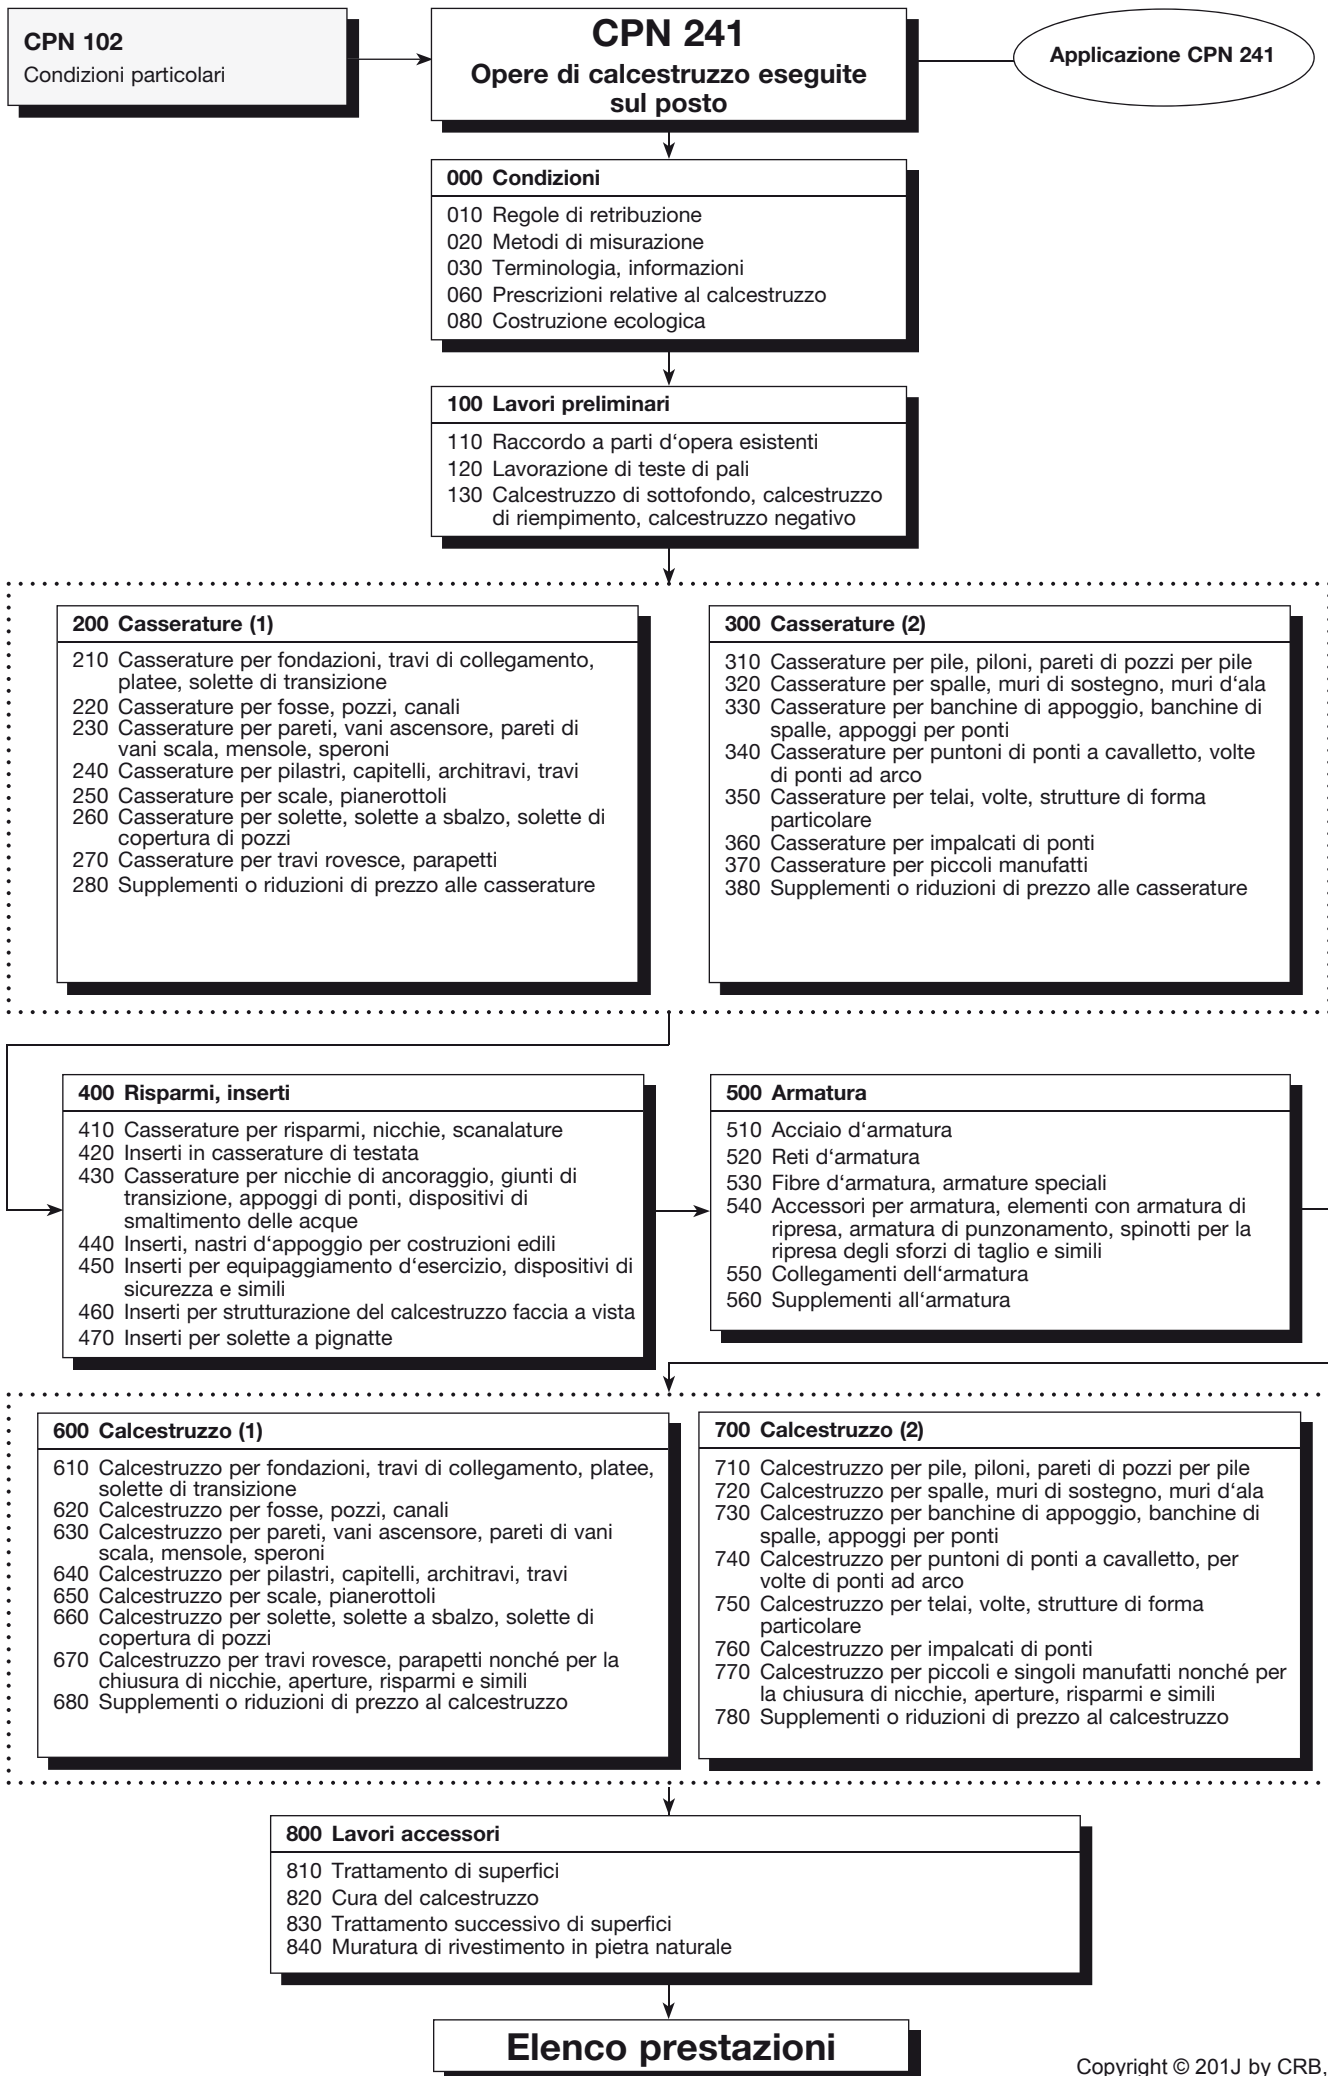 CPN 102
Condizioni particolari
CPN 241
Opere di calcestruzzo eseguite
sul posto
Applicazione CPN 241
000 Condizioni
010 Regole di retribuzione
020 Metodi di misurazione
030 Terminologia, informazioni
060 Prescrizioni relative al calcestruzzo
080 Costruzione ecologica
100 Lavori preliminari
110 Raccordo a parti d‘opera esistenti
120 Lavorazione di teste di pali
130 Calcestruzzo di sottofondo, calcestruzzo
di riempimento, calcestruzzo negativo
200 Casserature (1)
210 Casserature per fondazioni, travi di collegamento,
platee, solette di transizione
220 Casserature per fosse, pozzi, canali
230 Casserature per pareti, vani ascensore, pareti di
vani scala, mensole, speroni
240 Casserature per pilastri, capitelli, architravi, travi
250 Casserature per scale, pianerottoli
260 Casserature per solette, solette a sbalzo, solette di
copertura di pozzi
270 Casserature per travi rovesce, parapetti
280 Supplementi o riduzioni di prezzo alle casserature
300 Casserature (2)
310 Casserature per pile, piloni, pareti di pozzi per pile
320 Casserature per spalle, muri di sostegno, muri d‘ala
330 Casserature per banchine di appoggio, banchine di
spalle, appoggi per ponti
340 Casserature per puntoni di ponti a cavalletto, volte
di ponti ad arco
350 Casserature per telai, volte, strutture di forma
particolare
360 Casserature per impalcati di ponti
370 Casserature per piccoli manufatti
380 Supplementi o riduzioni di prezzo alle casserature
400 Risparmi, inserti
410 Casserature per risparmi, nicchie, scanalature
420 Inserti in casserature di testata
430 Casserature per nicchie di ancoraggio, giunti di
transizione, appoggi di ponti, dispositivi di
smaltimento delle acque
440 Inserti, nastri d‘appoggio per costruzioni edili
450 Inserti per equipaggiamento d‘esercizio, dispositivi di
sicurezza e simili
460 Inserti per strutturazione del calcestruzzo faccia a vista
470 Inserti per solette a pignatte
500 Armatura
510 Acciaio d‘armatura
520 Reti d‘armatura
530 Fibre d‘armatura, armature speciali
540 Accessori per armatura, elementi con armatura di
ripresa, armatura di punzonamento, spinotti per la
ripresa degli sforzi di taglio e simili
550 Collegamenti dell‘armatura
560 Supplementi all‘armatura
600 Calcestruzzo (1)
610 Calcestruzzo per fondazioni, travi di collegamento, platee,
solette di transizione
620 Calcestruzzo per fosse, pozzi, canali
630 Calcestruzzo per pareti, vani ascensore, pareti di vani
scala, mensole, speroni
640 Calcestruzzo per pilastri, capitelli, architravi, travi
650 Calcestruzzo per scale, pianerottoli
660 Calcestruzzo per solette, solette a sbalzo, solette di
copertura di pozzi
670 Calcestruzzo per travi rovesce, parapetti nonché per la
chiusura di nicchie, aperture, risparmi e simili
680 Supplementi o riduzioni di prezzo al calcestruzzo
700 Calcestruzzo (2)
710 Calcestruzzo per pile, piloni, pareti di pozzi per pile
720 Calcestruzzo per spalle, muri di sostegno, muri d‘ala
730 Calcestruzzo per banchine di appoggio, banchine di
spalle, appoggi per ponti
740 Calcestruzzo per puntoni di ponti a cavalletto, per
volte di ponti ad arco
750 Calcestruzzo per telai, volte, strutture di forma
particolare
760 Calcestruzzo per impalcati di ponti
770 Calcestruzzo per piccoli e singoli manufatti nonché per
la chiusura di nicchie, aperture, risparmi e simili
780 Supplementi o riduzioni di prezzo al calcestruzzo
800 Lavori accessori
810 Trattamento di superfici
820 Cura del calcestruzzo
830 Trattamento successivo di superfici
840 Muratura di rivestimento in pietra naturale
Elenco prestazioni
Copyright © 201J by CRB,